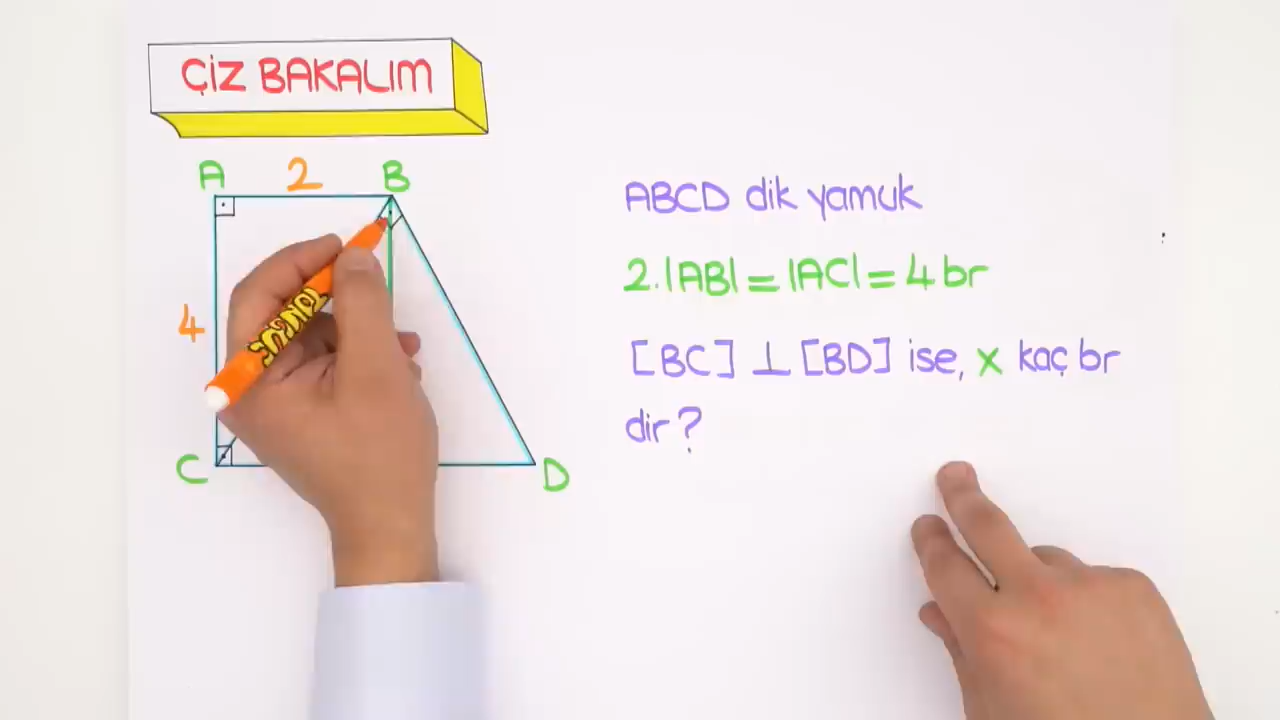 ÇİZ BAKALIM
A 2 B
4
C D
ABCD dik yamuk
2.|AB| = |AC| = 4 br
[BC] ⊥ [BD] ise, x kaç br
dir?